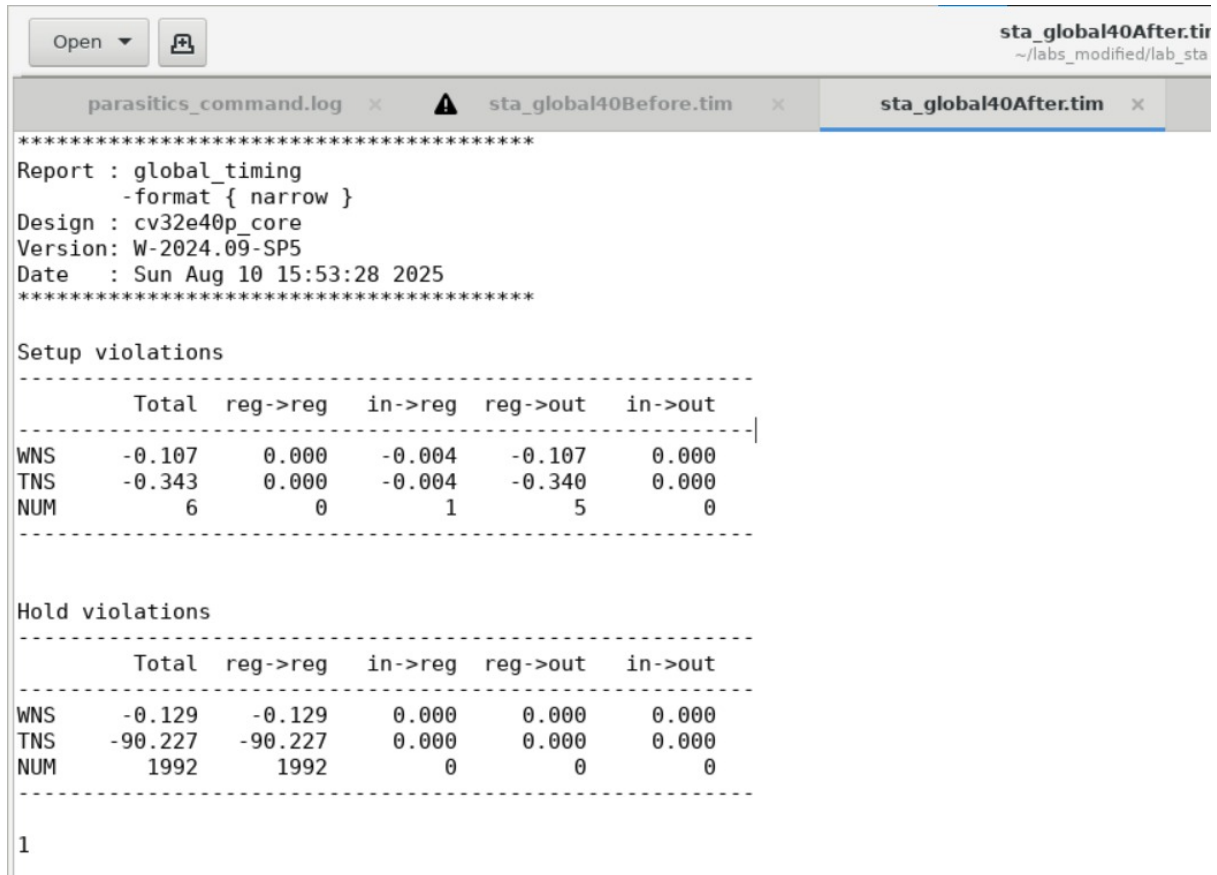 Open
sta_global40After.tim
~/labs_modified/lab_sta
parasitics_command.log × sta_global40Before.tim × sta_global40After.tim ×
****************************************
Report : global_timing
        -format { narrow }
Design : cv32e40p_core
Version: W-2024.09-SP5
Date   : Sun Aug 10 15:53:28 2025
****************************************
Setup violations
---------------------------------------------------------
         Total  reg->reg   in->reg  reg->out   in->out
---------------------------------------------------------
WNS     -0.107     0.000    -0.004    -0.107     0.000
TNS     -0.343     0.000    -0.004    -0.340     0.000
NUM          6         0         1         5         0
---------------------------------------------------------
Hold violations
---------------------------------------------------------
         Total  reg->reg   in->reg  reg->out   in->out
---------------------------------------------------------
WNS     -0.129    -0.129     0.000     0.000     0.000
TNS    -90.227   -90.227     0.000     0.000     0.000
NUM       1992      1992         0         0         0
---------------------------------------------------------
1